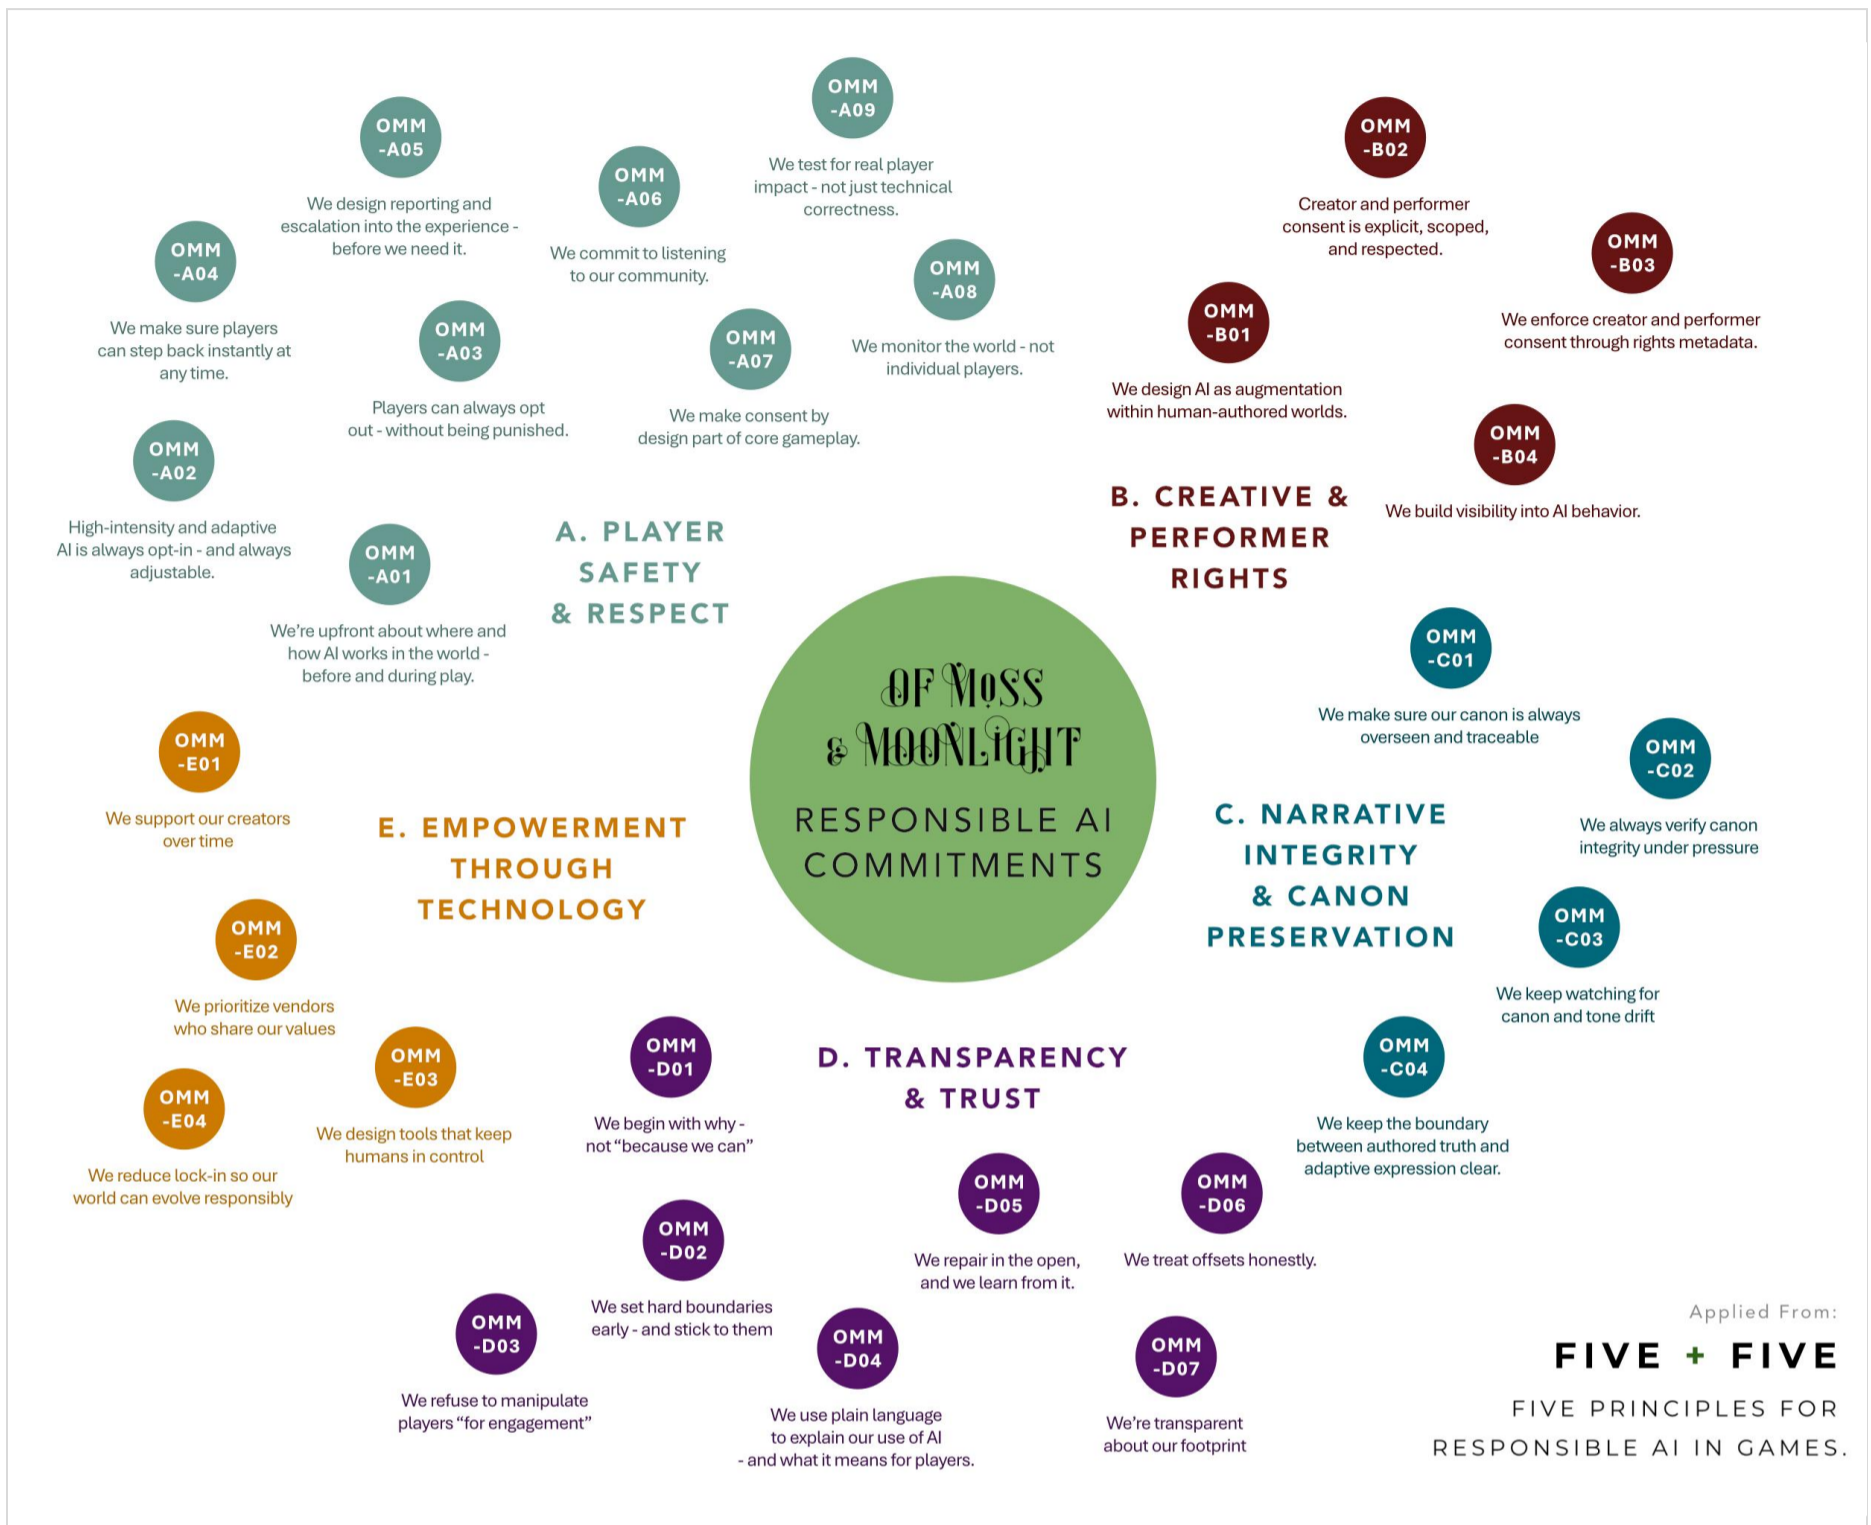 OF MOSS
& MOONLIGHT
RESPONSIBLE AI
COMMITMENTS
A. PLAYER
SAFETY
& RESPECT
OMM
-A01
We're upfront about where and
how AI works in the world -
before and during play.
OMM
-A02
High-intensity and adaptive
AI is always opt-in - and always
adjustable.
OMM
-A03
Players can always opt
out - without being punished.
OMM
-A04
We make sure players
can step back instantly at
any time.
OMM
-A05
We design reporting and
escalation into the experience -
before we need it.
OMM
-A06
We commit to listening
to our community.
OMM
-A07
We make consent by
design part of core gameplay.
OMM
-A08
We monitor the world - not
individual players.
OMM
-A09
We test for real player
impact - not just technical
correctness.
B. CREATIVE &
PERFORMER
RIGHTS
OMM
-B01
We design AI as augmentation
within human-authored worlds.
OMM
-B02
Creator and performer
consent is explicit, scoped,
and respected.
OMM
-B03
We enforce creator and performer
consent through rights metadata.
OMM
-B04
We build visibility into AI behavior.
C. NARRATIVE
INTEGRITY
& CANON
PRESERVATION
OMM
-C01
We make sure our canon is always
overseen and traceable
OMM
-C02
We always verify canon
integrity under pressure
OMM
-C03
We keep watching for
canon and tone drift
OMM
-C04
We keep the boundary
between authored truth and
adaptive expression clear.
D. TRANSPARENCY
& TRUST
OMM
-D01
We begin with why -
not “because we can”
OMM
-D02
We set hard boundaries
early - and stick to them
OMM
-D03
We refuse to manipulate
players “for engagement”
OMM
-D04
We use plain language
to explain our use of AI
- and what it means for players.
OMM
-D05
We repair in the open,
and we learn from it.
OMM
-D06
We treat offsets honestly.
OMM
-D07
We're transparent
about our footprint
E. EMPOWERMENT
THROUGH
TECHNOLOGY
OMM
-E01
We support our creators
over time
OMM
-E02
We prioritize vendors
who share our values
OMM
-E03
We design tools that keep
humans in control
OMM
-E04
We reduce lock-in so our
world can evolve responsibly
Applied From:
FIVE + FIVE
FIVE PRINCIPLES FOR
RESPONSIBLE AI IN GAMES.